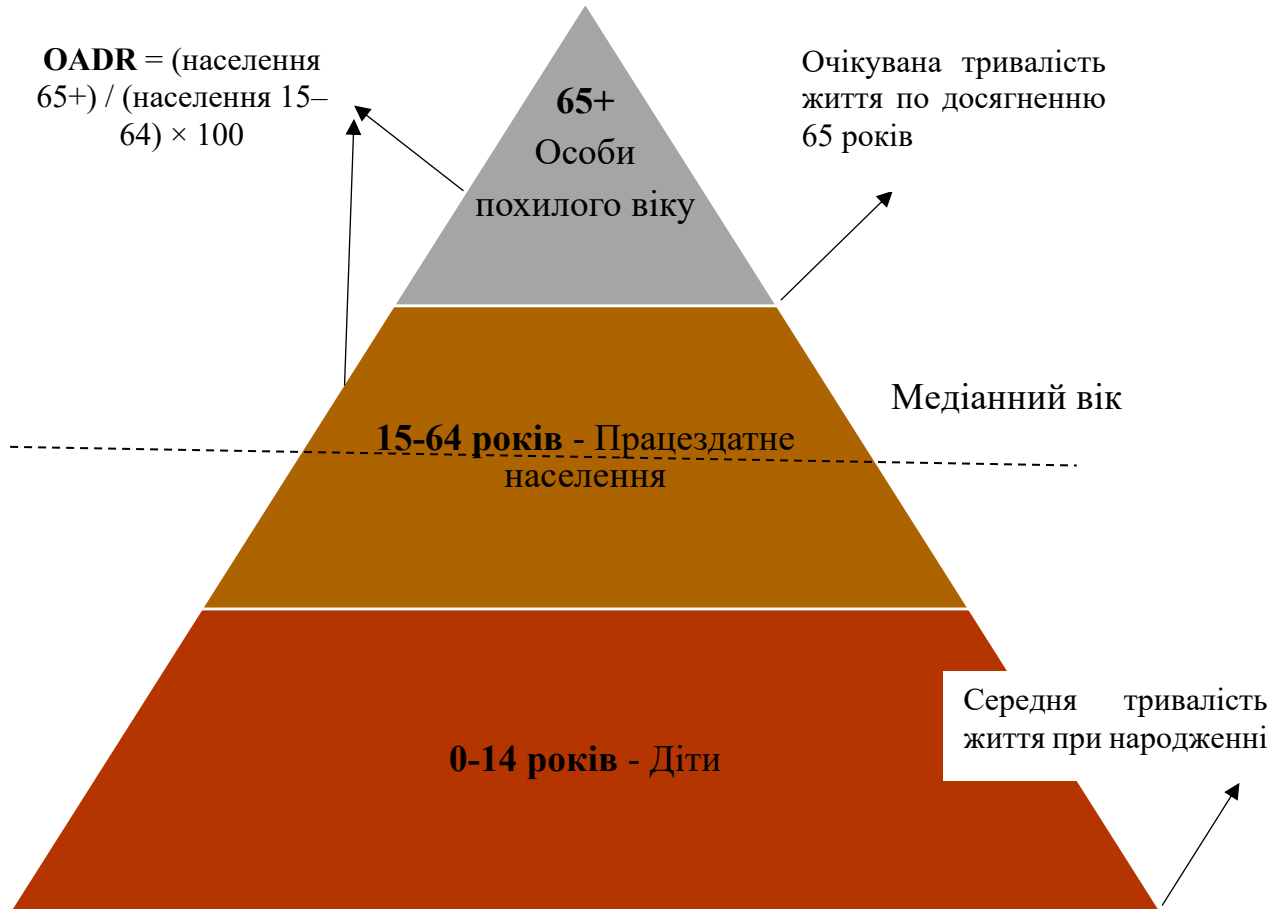 OADR = (населення
65+) / (населення 15–
64) × 100
65+
Особи
похилого віку
Очікувана тривалість
життя по досягненню
65 років
Медіанний вік
15-64 років - Працездатне
населення
Середня тривалість
життя при народженні
0-14 років - Діти